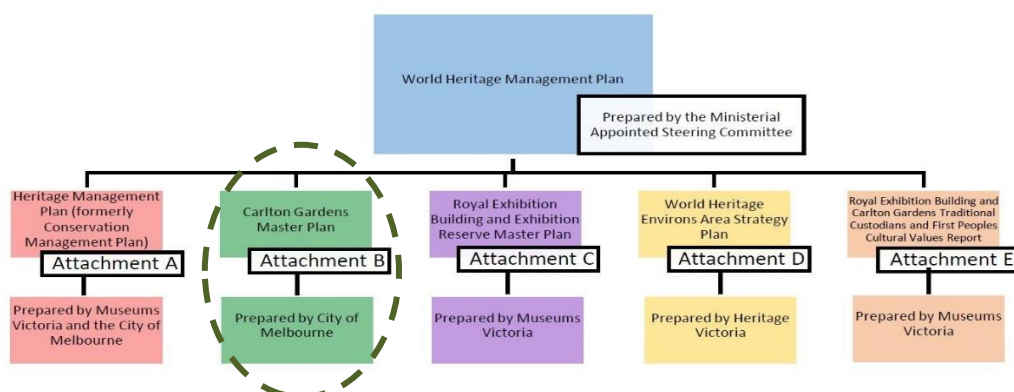 World Heritage Management Plan
Prepared by the Ministerial
Appointed Steering Committee
Heritage Management
Plan (formerly
Conservation
Management Plan)
Attachment A
Prepared by Museums
Victoria and the City of
Melbourne
Carlton Gardens
Master Plan
Attachment B
Prepared by City of
Melbourne
Royal Exhibition
Building and Exhibition
Reserve Master Plan
Attachment C
Prepared by Museums
Victoria
World Heritage
Environs Area Strategy
Plan
Attachment D
Prepared by Heritage
Victoria
Royal Exhibition Building and
Carlton Gardens Traditional
Custodians and First Peoples
Cultural Values Report
Attachment E
Prepared by Museums
Victoria